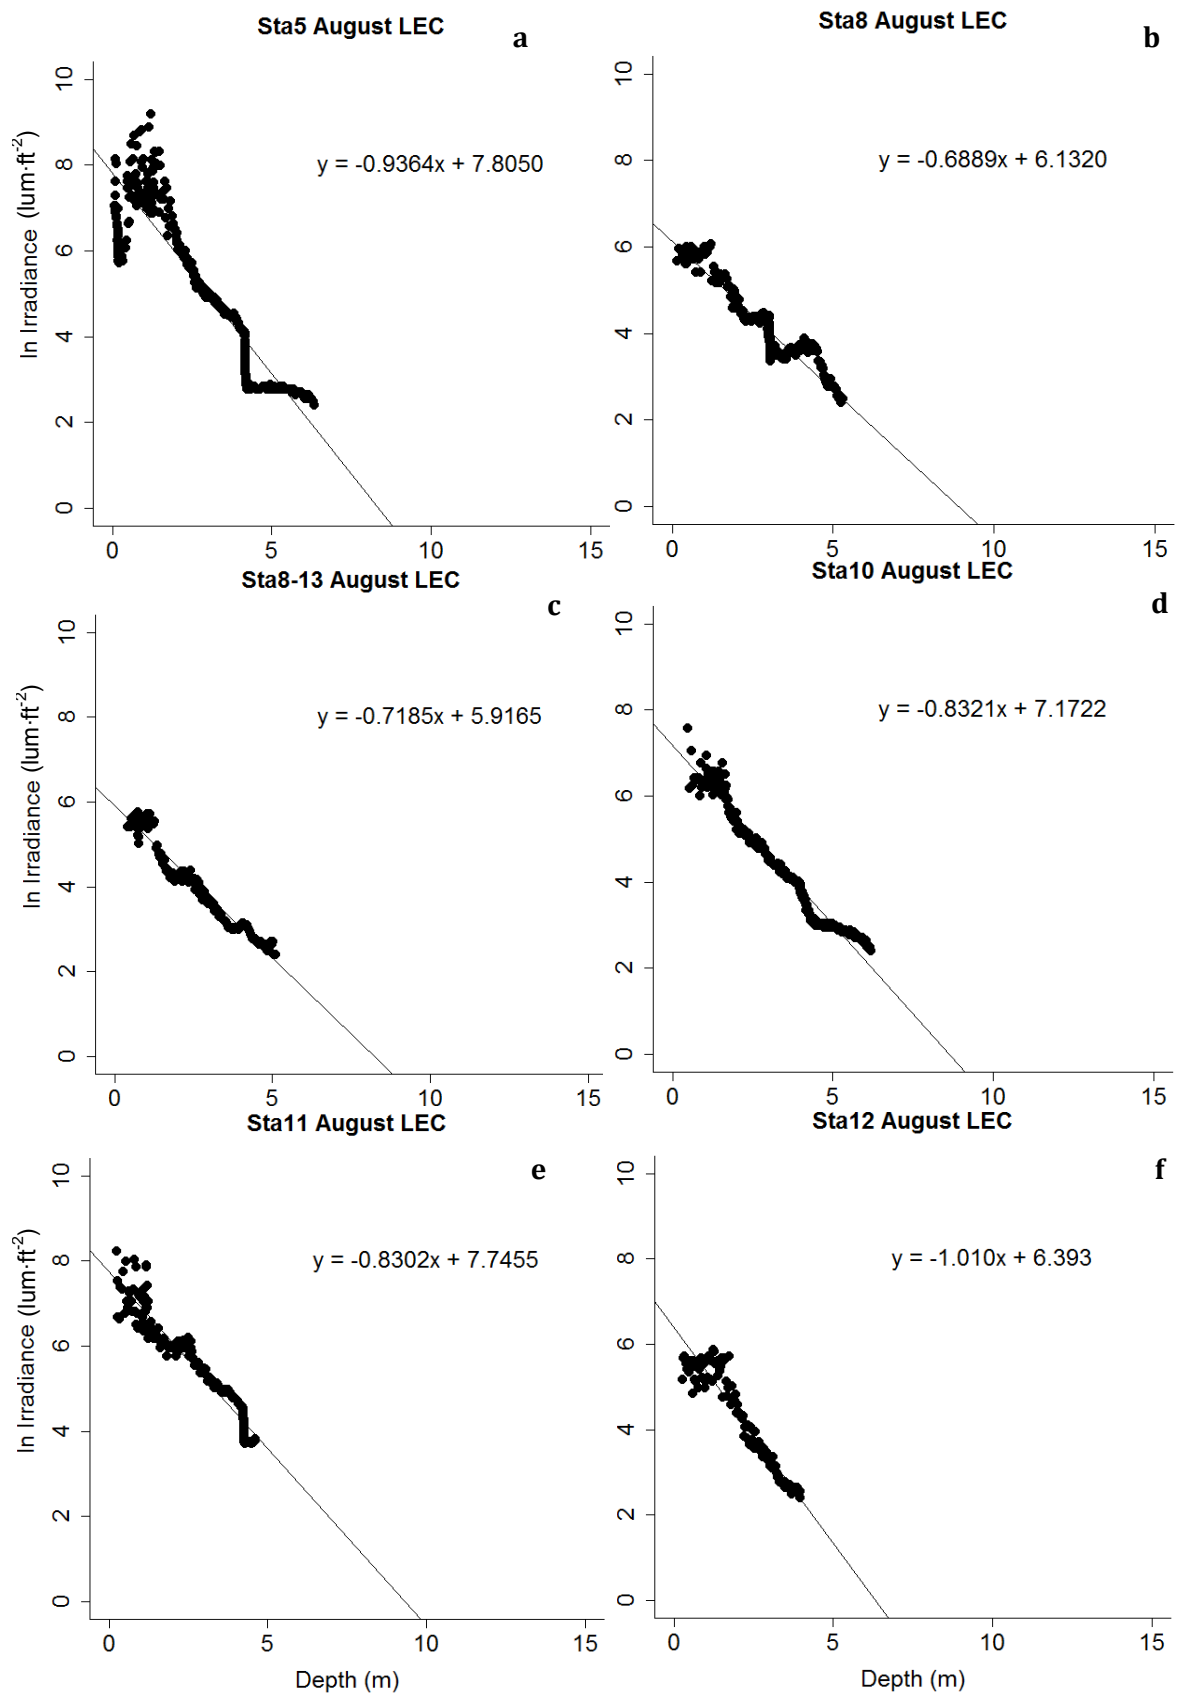 Sta5 August LEC
a
ln Irradiance (lum·ft-2)
10
8
6
4
2
0
y = -0.9364x + 7.8050
0 5 10 15
Sta8 August LEC
b
10
8
6
4
2
0
y = -0.6889x + 6.1320
0 5 10 15
Sta8-13 August LEC
c
ln Irradiance (lum·ft-2)
10
8
6
4
2
0
y = -0.7185x + 5.9165
0 5 10 15
Sta10 August LEC
d
10
8
6
4
2
0
y = -0.8321x + 7.1722
0 5 10 15
Sta11 August LEC
e
ln Irradiance (lum·ft-2)
10
8
6
4
2
0
y = -0.8302x + 7.7455
0 5 10 15
Depth (m)
Sta12 August LEC
f
10
8
6
4
2
0
y = -1.010x + 6.393
0 5 10 15
Depth (m)